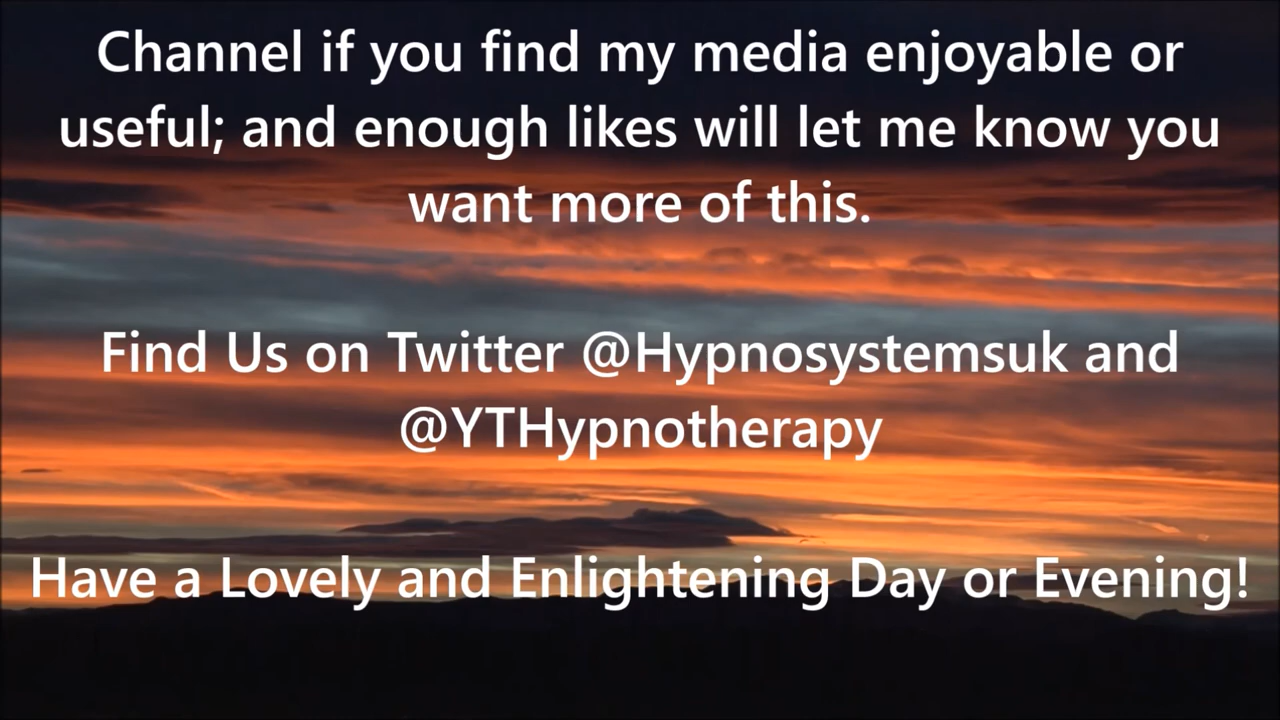 Channel if you find my media enjoyable or
useful; and enough likes will let me know you
want more of this.
Find Us on Twitter @Hypnosystemsuk and
@YTHypnotherapy
Have a Lovely and Enlightening Day or Evening!